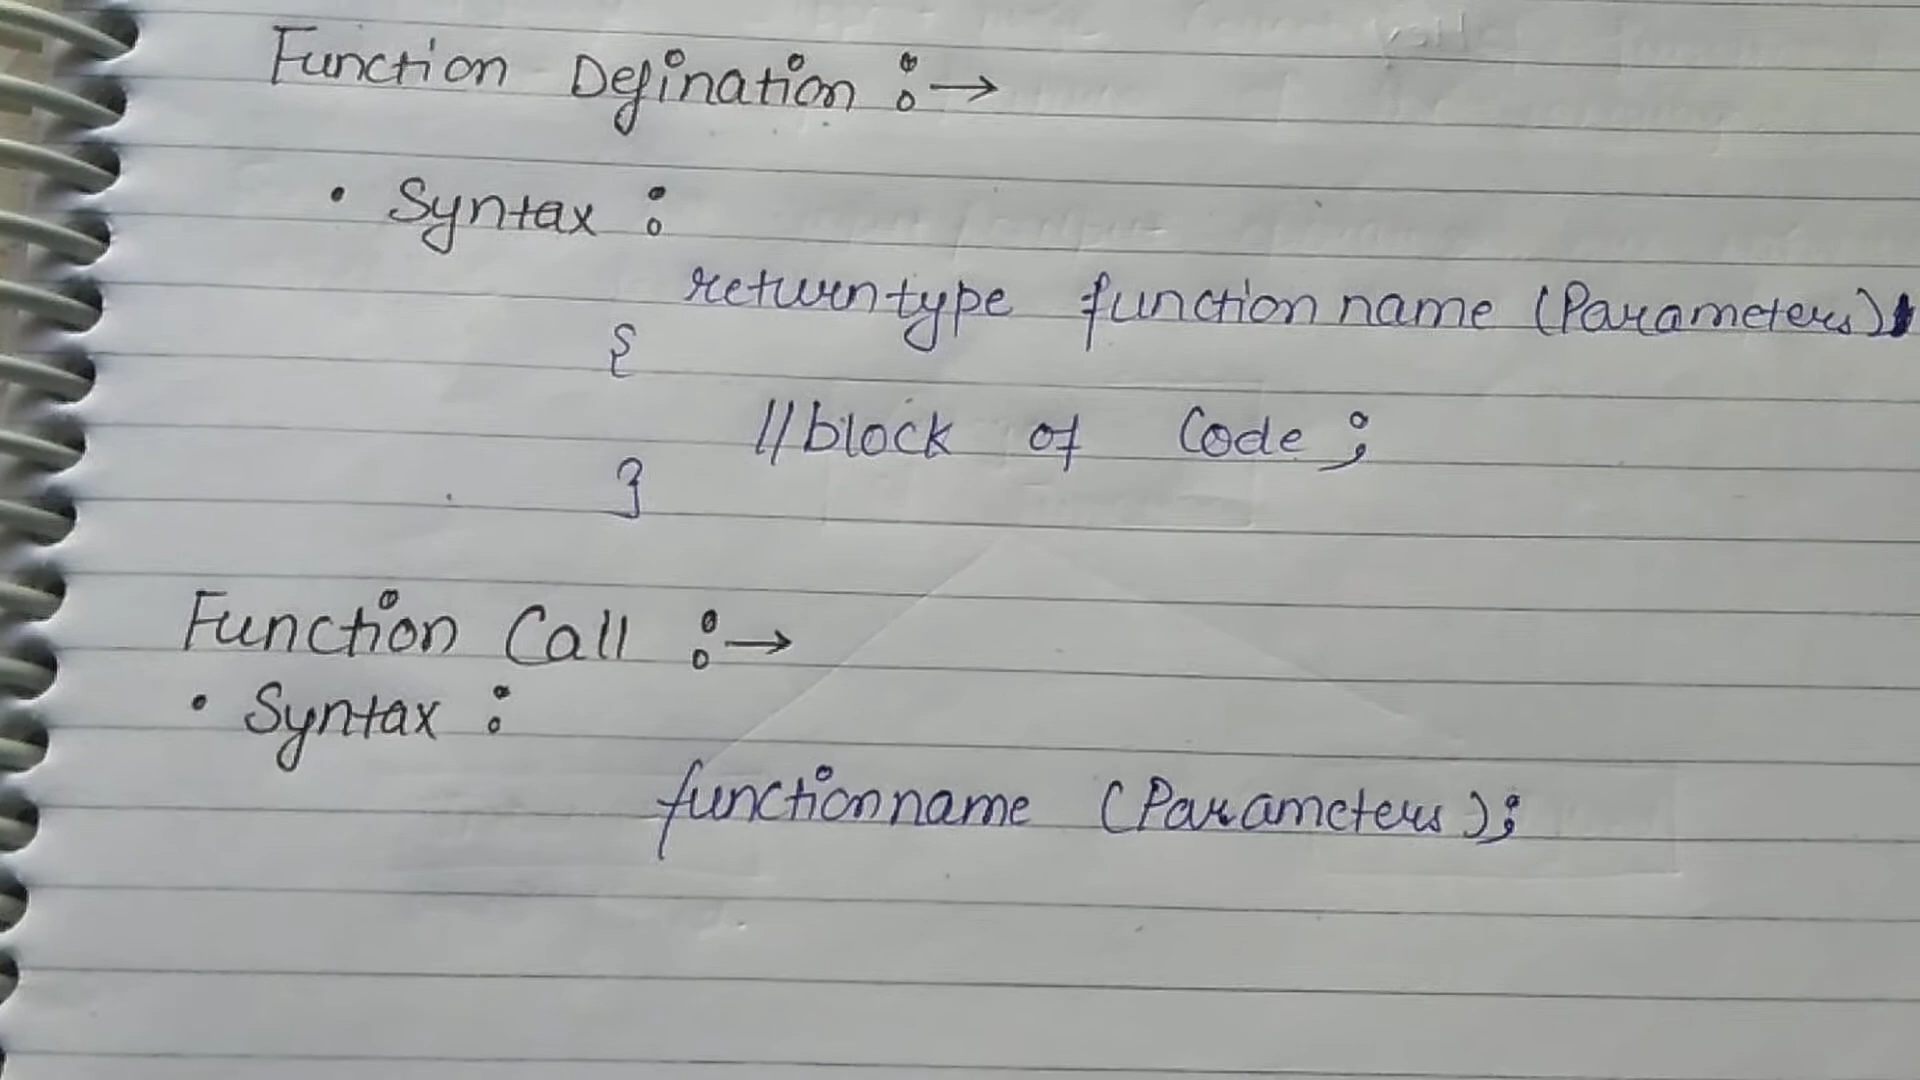 Function Defination :→
• Syntax :
returntype functionname (Parameters)
{
//block of Code ;
}
Function Call :→
• Syntax :
functionname (Parameters);